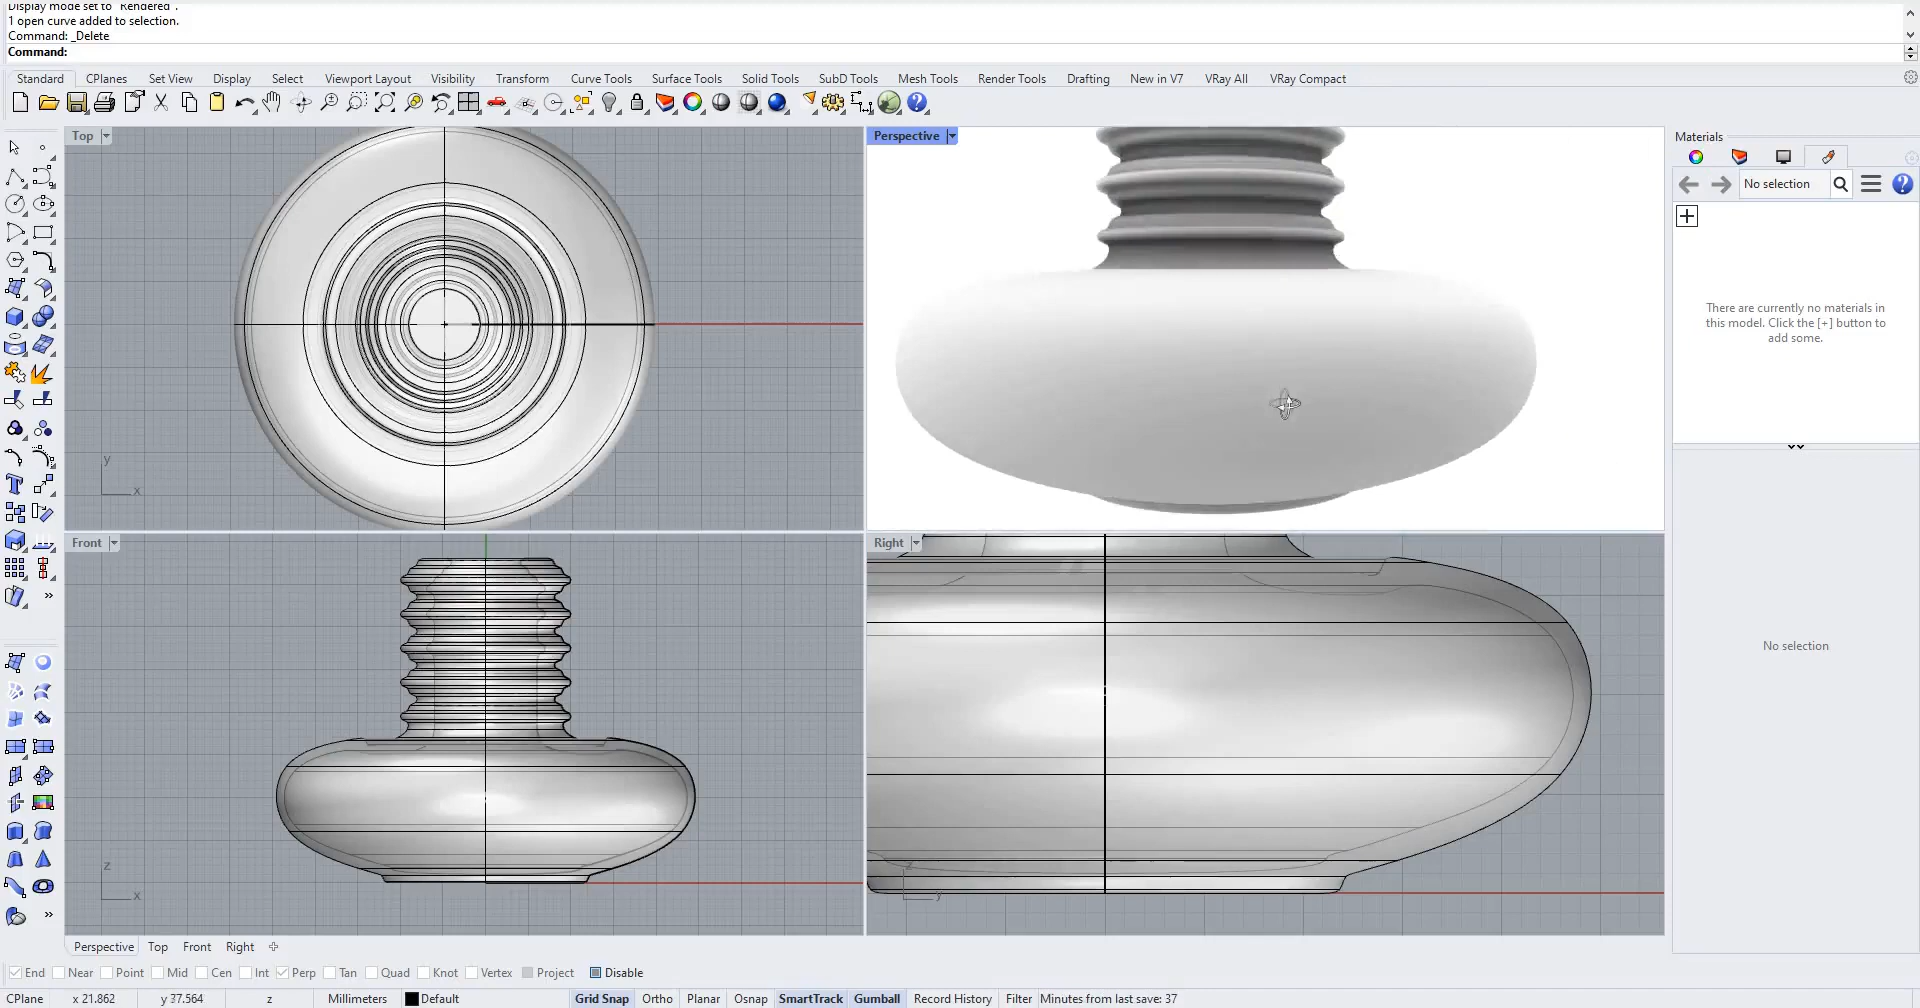 Display mode set to "Rendered".
1 open curve added to selection.
Command: _Delete
Command:
Standard CPlanes Set View Display Select Viewport Layout Visibility Transform Curve Tools Surface Tools Solid Tools SubD Tools Mesh Tools Render Tools Drafting New in V7 VRay All VRay Compact
Top
Perspective
Materials
No selection
There are currently no materials in
this model. Click the [+] button to
add some.
y
x
Front
Right
No selection
z
x
z
y
Perspective Top Front Right
End Near Point Mid Cen Int Perp Tan Quad Knot Vertex Project Disable
CPlane x 21.862 y 37.564 z Millimeters Default Grid Snap Ortho Planar Osnap SmartTrack Gumball Record History Filter Minutes from last save: 37